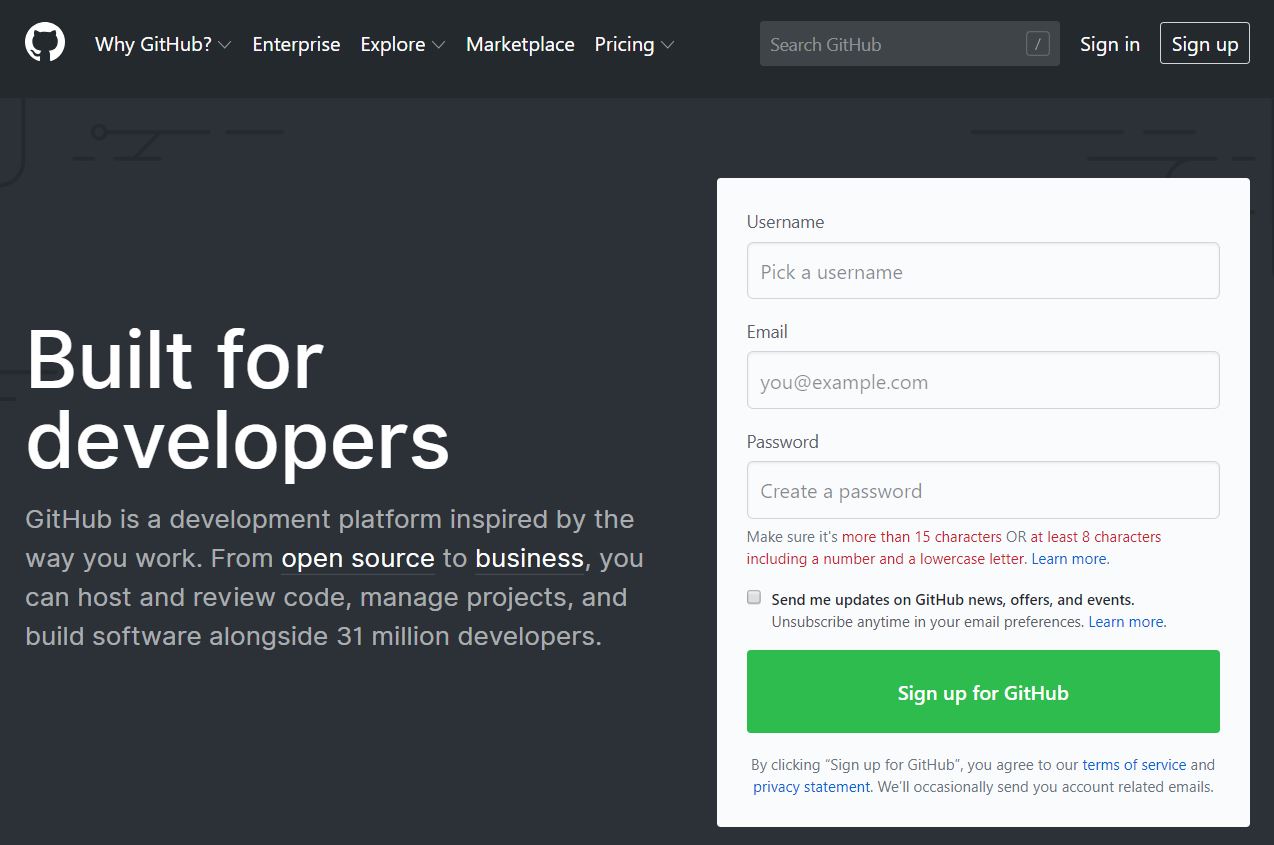 Why GitHub? Enterprise Explore Marketplace Pricing Search GitHub / Sign in Sign up
Built for
developers
GitHub is a development platform inspired by the
way you work. From open source to business, you
can host and review code, manage projects, and
build software alongside 31 million developers.
Username
Pick a username
Email
you@example.com
Password
Create a password
Make sure it's more than 15 characters OR at least 8 characters
including a number and a lowercase letter. Learn more.
Send me updates on GitHub news, offers, and events.
Unsubscribe anytime in your email preferences. Learn more.
Sign up for GitHub
By clicking “Sign up for GitHub”, you agree to our terms of service and
privacy statement. We’ll occasionally send you account related emails.